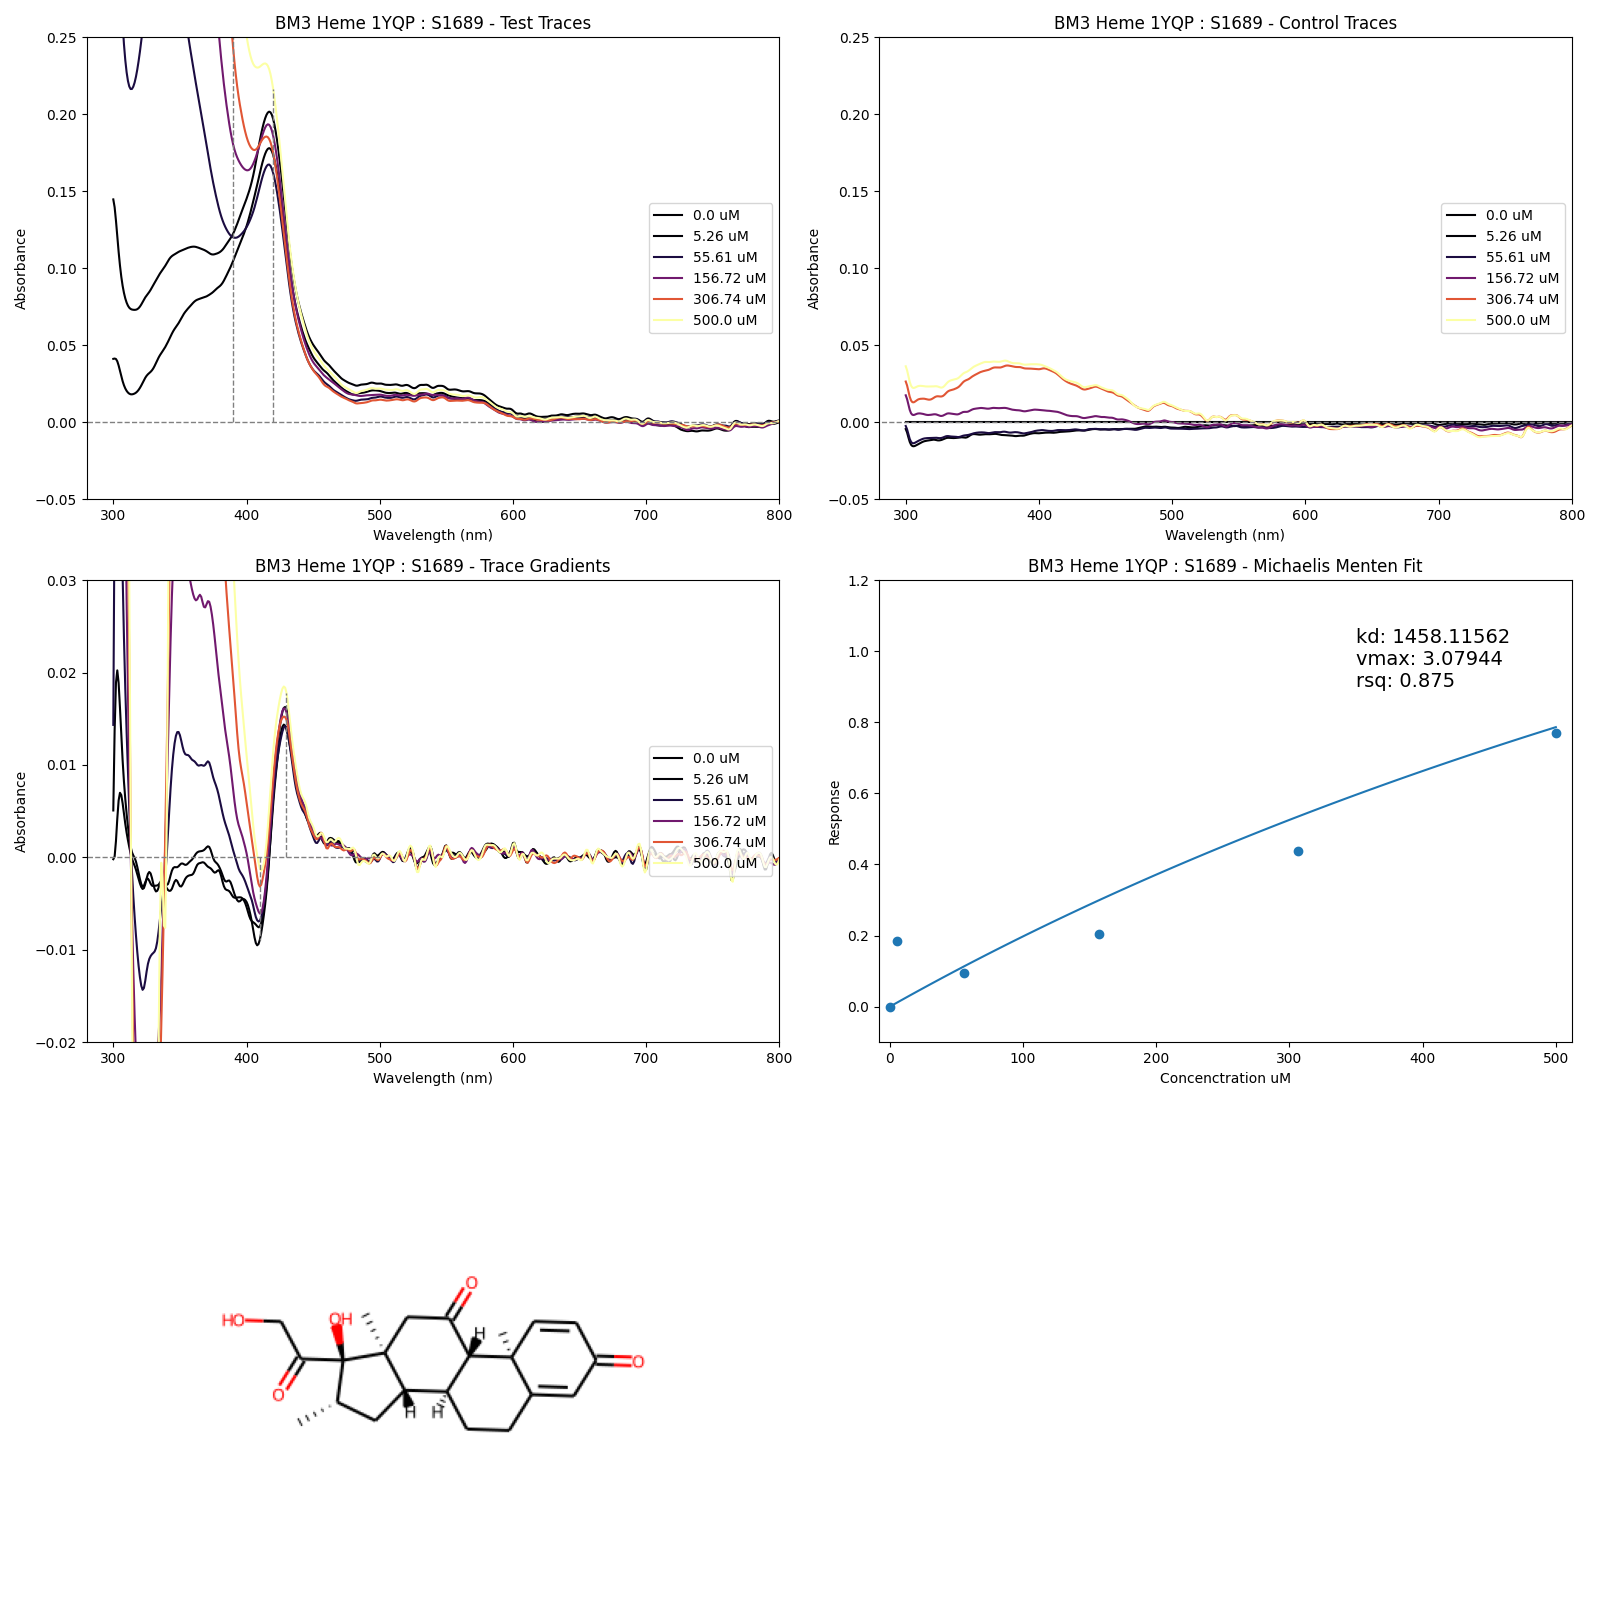 BM3 Heme 1YQP : S1689 - Test Traces
0.25
0.20
0.15
0.10
0.05
0.00
−0.05
Absorbance
300 400 500 600 700 800
Wavelength (nm)
0.0 uM
5.26 uM
55.61 uM
156.72 uM
306.74 uM
500.0 uM
BM3 Heme 1YQP : S1689 - Control Traces
0.25
0.20
0.15
0.10
0.05
0.00
−0.05
Absorbance
300 400 500 600 700 800
Wavelength (nm)
0.0 uM
5.26 uM
55.61 uM
156.72 uM
306.74 uM
500.0 uM
BM3 Heme 1YQP : S1689 - Trace Gradients
0.03
0.02
0.01
0.00
−0.01
−0.02
Absorbance
300 400 500 600 700 800
Wavelength (nm)
0.0 uM
5.26 uM
55.61 uM
156.72 uM
306.74 uM
500.0 uM
BM3 Heme 1YQP : S1689 - Michaelis Menten Fit
1.2
1.0
0.8
0.6
0.4
0.2
0.0
Response
0 100 200 300 400 500
Concenctration uM
kd: 1458.11562
vmax: 3.07944
rsq: 0.875
O
HO
OH
H
O
O
H
H